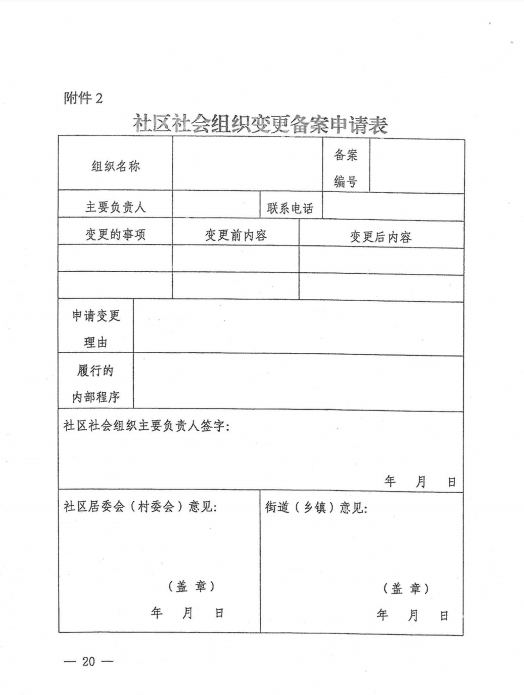 附件2
社区社会组织变更备案申请表
组织名称
备案
编号
主要负责人
联系电话
变更的事项
变更前内容
变更后内容
申请变更
理由
履行的
内部程序
社区社会组织主要负责人签字：
年 月 日
社区居委会（村委会）意见：
街道（乡镇）意见：
（盖 章）
（盖 章）
年 月 日
年 月 日
— 20 —